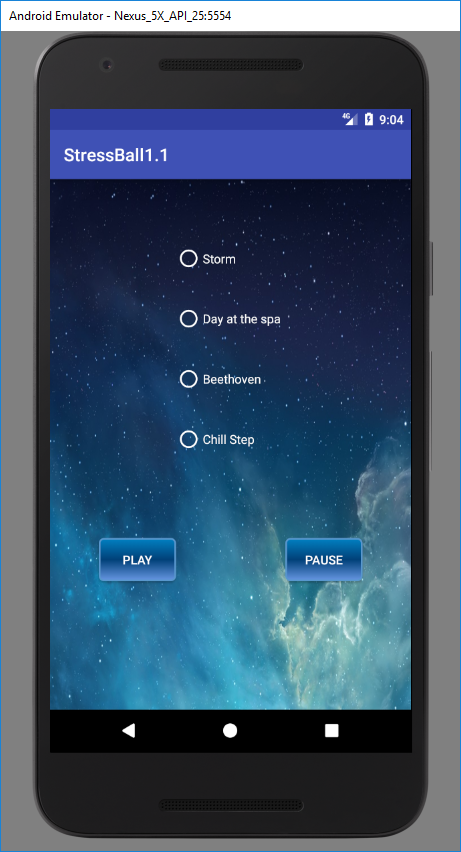 Android Emulator - Nexus_5X_API_25:5554
4G 9:04
StressBall1.1
Storm
Day at the spa
Beethoven
Chill Step
PLAY PAUSE